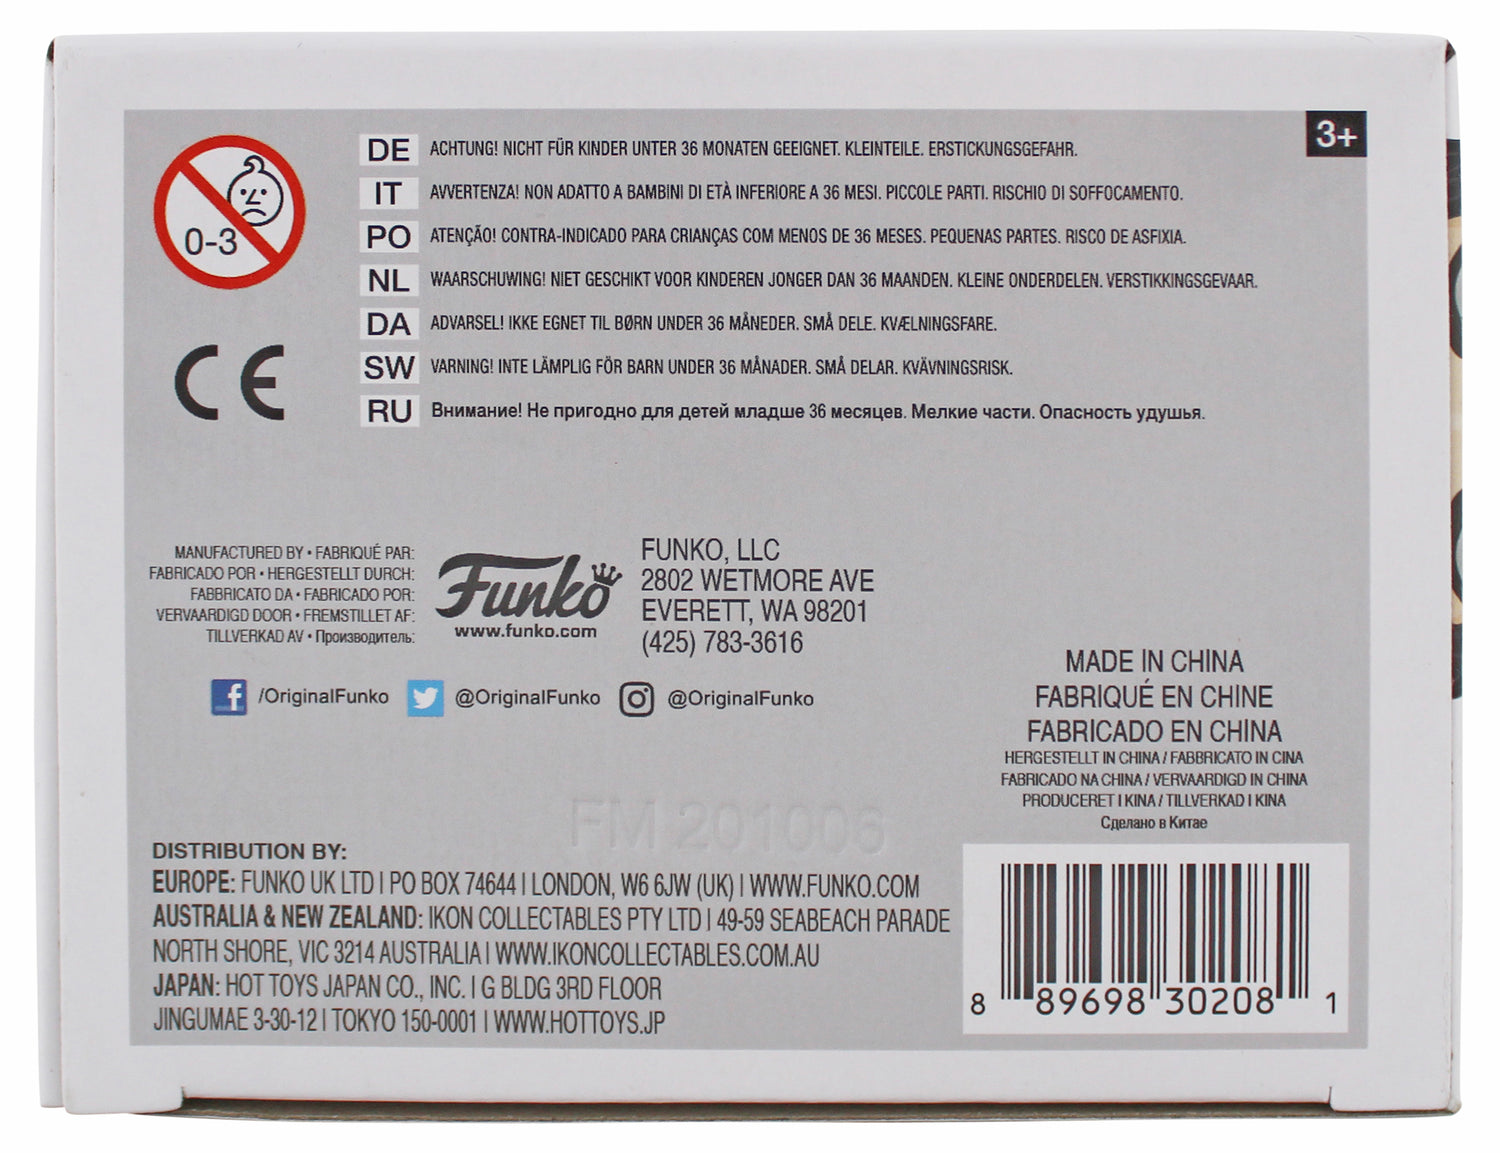 3+
0-3
DE ACHTUNG! NICHT FÜR KINDER UNTER 36 MONATEN GEEIGNET. KLEINTEILE. ERSTICKUNGSGEFAHR.
IT AVVERTENZA! NON ADATTO A BAMBINI DI ETÀ INFERIORE A 36 MESI. PICCOLE PARTI. RISCHIO DI SOFFOCAMENTO.
PO ATENÇÃO! CONTRA-INDICADO PARA CRIANÇAS COM MENOS DE 36 MESES. PEQUENAS PARTES. RISCO DE ASFIXIA.
NL WAARSCHUWING! NIET GESCHIKT VOOR KINDEREN JONGER DAN 36 MAANDEN. KLEINE ONDERDELEN. VERSTIKKINGSGEVAAR.
DA ADVARSEL! IKKE EGNET TIL BØRN UNDER 36 MÅNEDER. SMÅ DELE. KVÆLNINGSFARE.
SW VARNING! INTE LÄMPLIG FÖR BARN UNDER 36 MÅNADER. SMÅ DELAR. KVÄVNINGSRISK.
RU Внимание! Не пригодно для детей младше 36 месяцев. Мелкие части. Опасность удушья.
CE
MANUFACTURED BY • FABRIQUÉ PAR:
FABRICADO POR • HERGESTELLT DURCH:
FABBRICATO DA • FABRICADO POR:
VERVAARDIGD DOOR • FREMSTILLET AF:
TILLVERKAD AV • Производитель:
Funko
www.funko.com
FUNKO, LLC
2802 WETMORE AVE
EVERETT, WA 98201
(425) 783-3616
f /OriginalFunko @OriginalFunko @OriginalFunko
MADE IN CHINA
FABRIQUÉ EN CHINE
FABRICADO EN CHINA
HERGESTELLT IN CHINA / FABBRICATO IN CINA
FABRICADO NA CHINA / VERVAARDIGD IN CHINA
PRODUCERET I KINA / TILLVERKAD I KINA
Сделано в Китае
FM 201006
DISTRIBUTION BY:
EUROPE: FUNKO UK LTD I PO BOX 74644 I LONDON, W6 6JW (UK) I WWW.FUNKO.COM
AUSTRALIA & NEW ZEALAND: IKON COLLECTABLES PTY LTD I 49-59 SEABEACH PARADE
NORTH SHORE, VIC 3214 AUSTRALIA I WWW.IKONCOLLECTABLES.COM.AU
JAPAN: HOT TOYS JAPAN CO., INC. I G BLDG 3RD FLOOR
JINGUMAE 3-30-12 I TOKYO 150-0001 I WWW.HOTTOYS.JP
8 89698 30208 1